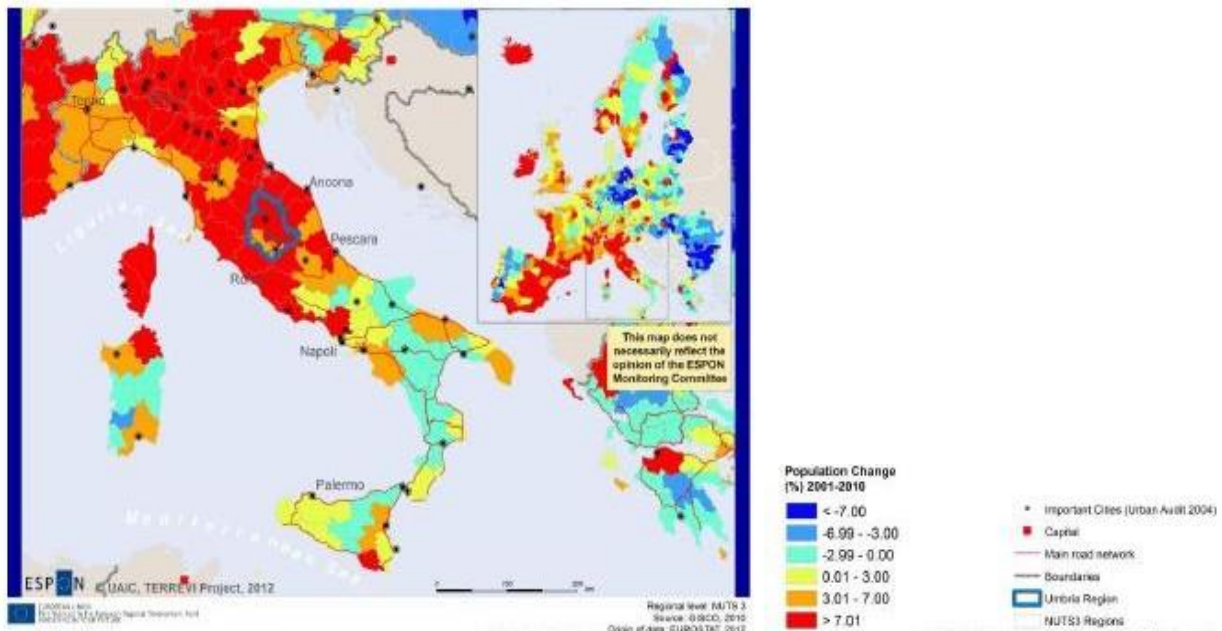 Torino
Ancona
Pescara
Napoli
Palermo
This map does not
necessarily reflect the
opinion of the ESPON
Monitoring Committee
ESPON © UAIC, TERREVI Project, 2012
Regional level: NUTS 3
Source: GISCO, 2010
Origin of data: EUROSTAT, 2012
Population Change
(%) 2001-2010
< -7.00
-6.99 - -3.00
-2.99 - 0.00
0.01 - 3.00
3.01 - 7.00
> 7.01
Important Cities (Urban Audit 2004)
Capital
Main road network
Boundaries
Umbria Region
NUTS3 Regions